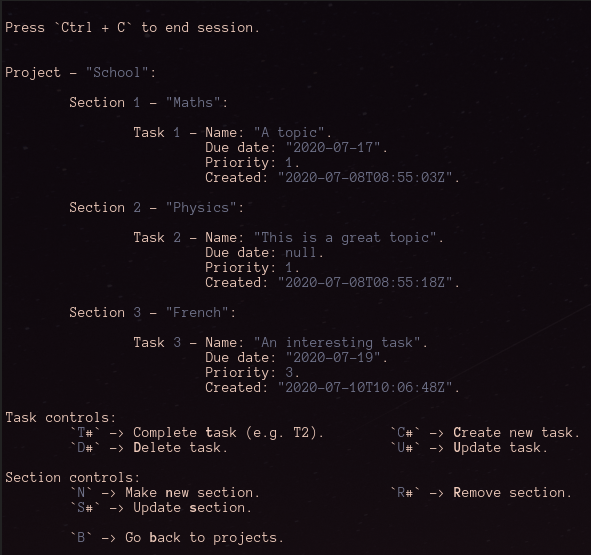 Press `Ctrl + C` to end session.
Project - "School":
Section 1 - "Maths":
Task 1 - Name: "A topic".
Due date: "2020-07-17".
Priority: 1.
Created: "2020-07-08T08:55:03Z".
Section 2 - "Physics":
Task 2 - Name: "This is a great topic".
Due date: null.
Priority: 1.
Created: "2020-07-08T08:55:18Z".
Section 3 - "French":
Task 3 - Name: "An interesting task".
Due date: "2020-07-19".
Priority: 3.
Created: "2020-07-10T10:06:48Z".
Task controls:
`T#` -> Complete task (e.g. T2). `C#` -> Create new task.
`D#` -> Delete task. `U#` -> Update task.
Section controls:
`N` -> Make new section. `R#` -> Remove section.
`S#` -> Update section.
`B` -> Go back to projects.